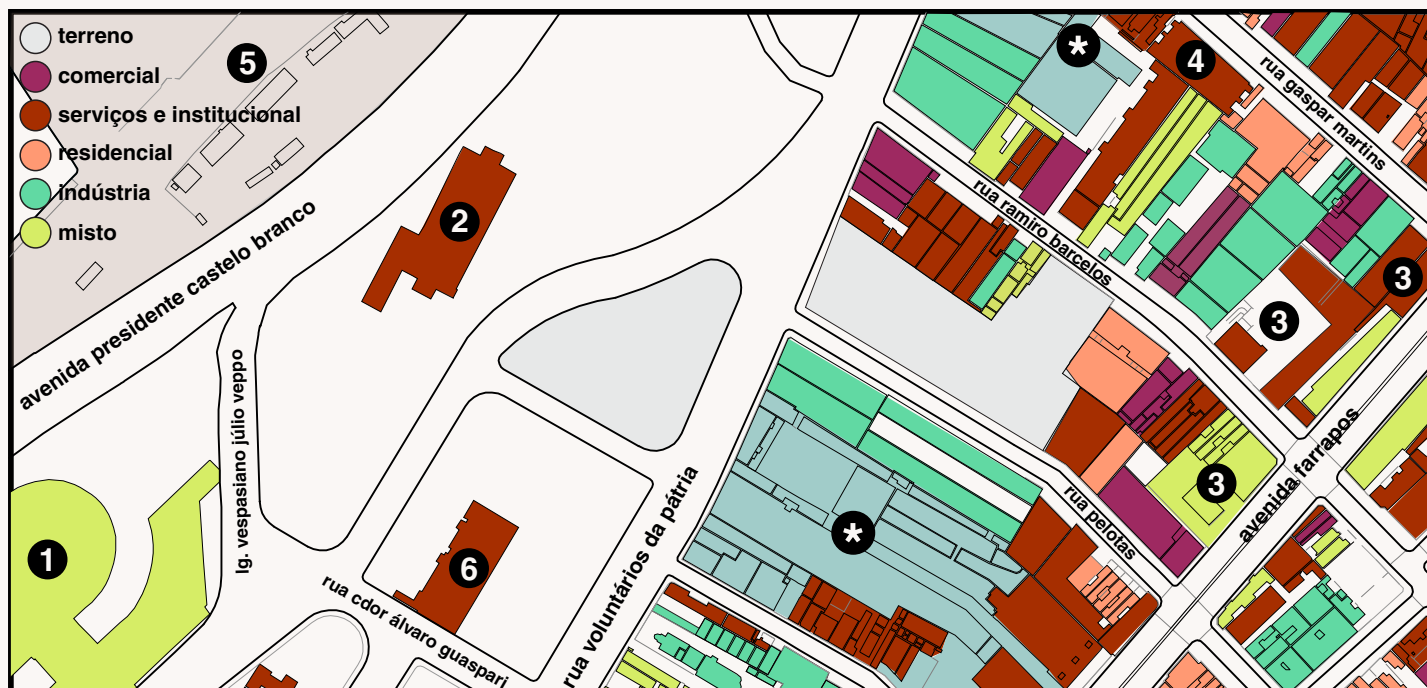 terreno
comercial
serviços e institucional
residencial
indústria
misto
5
*
4
rua gaspar martins
2
rua ramiro barcelos
3
3
avenida presidente castelo branco
lg. vespasiano júlio veppo
3
avenida farrapos
rua pelotas
rua voluntários da pátria
*
1
6
rua cdor álvaro guaspari